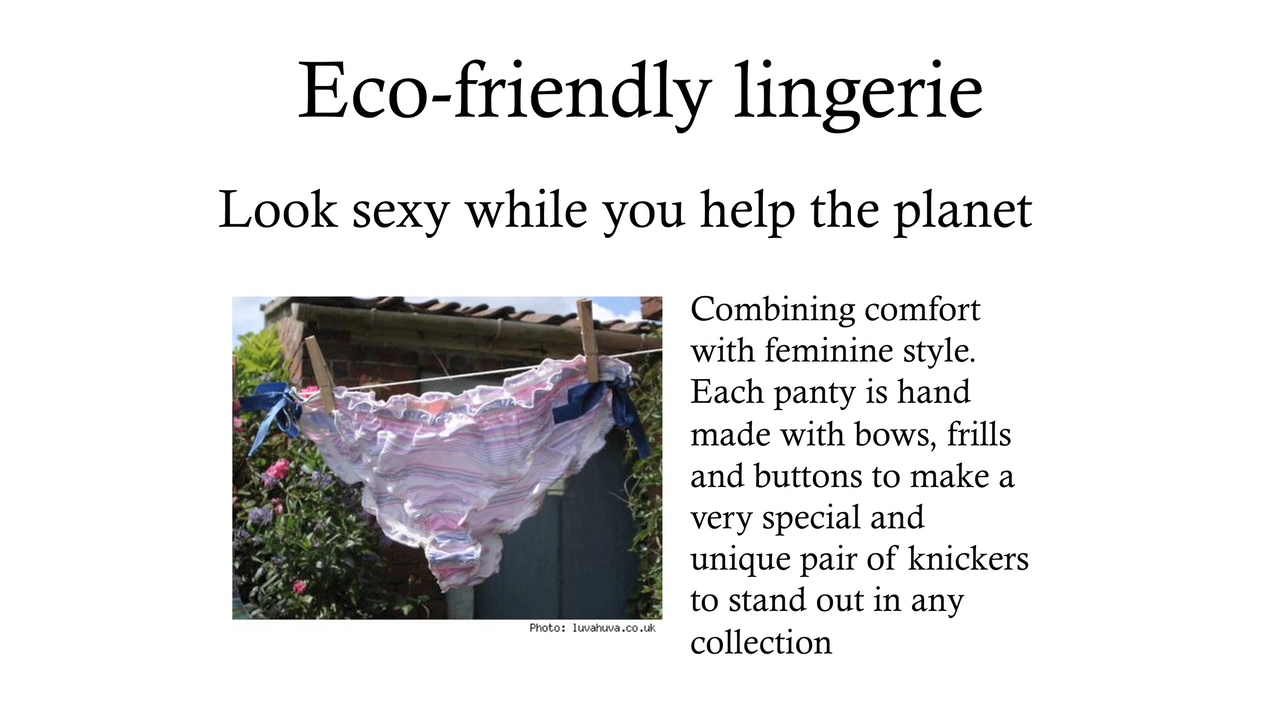 Eco-friendly lingerie
Look sexy while you help the planet
Combining comfort
with feminine style.
Each panty is hand
made with bows, frills
and buttons to make a
very special and
unique pair of knickers
to stand out in any
collection
Photo: luvahuva.co.uk